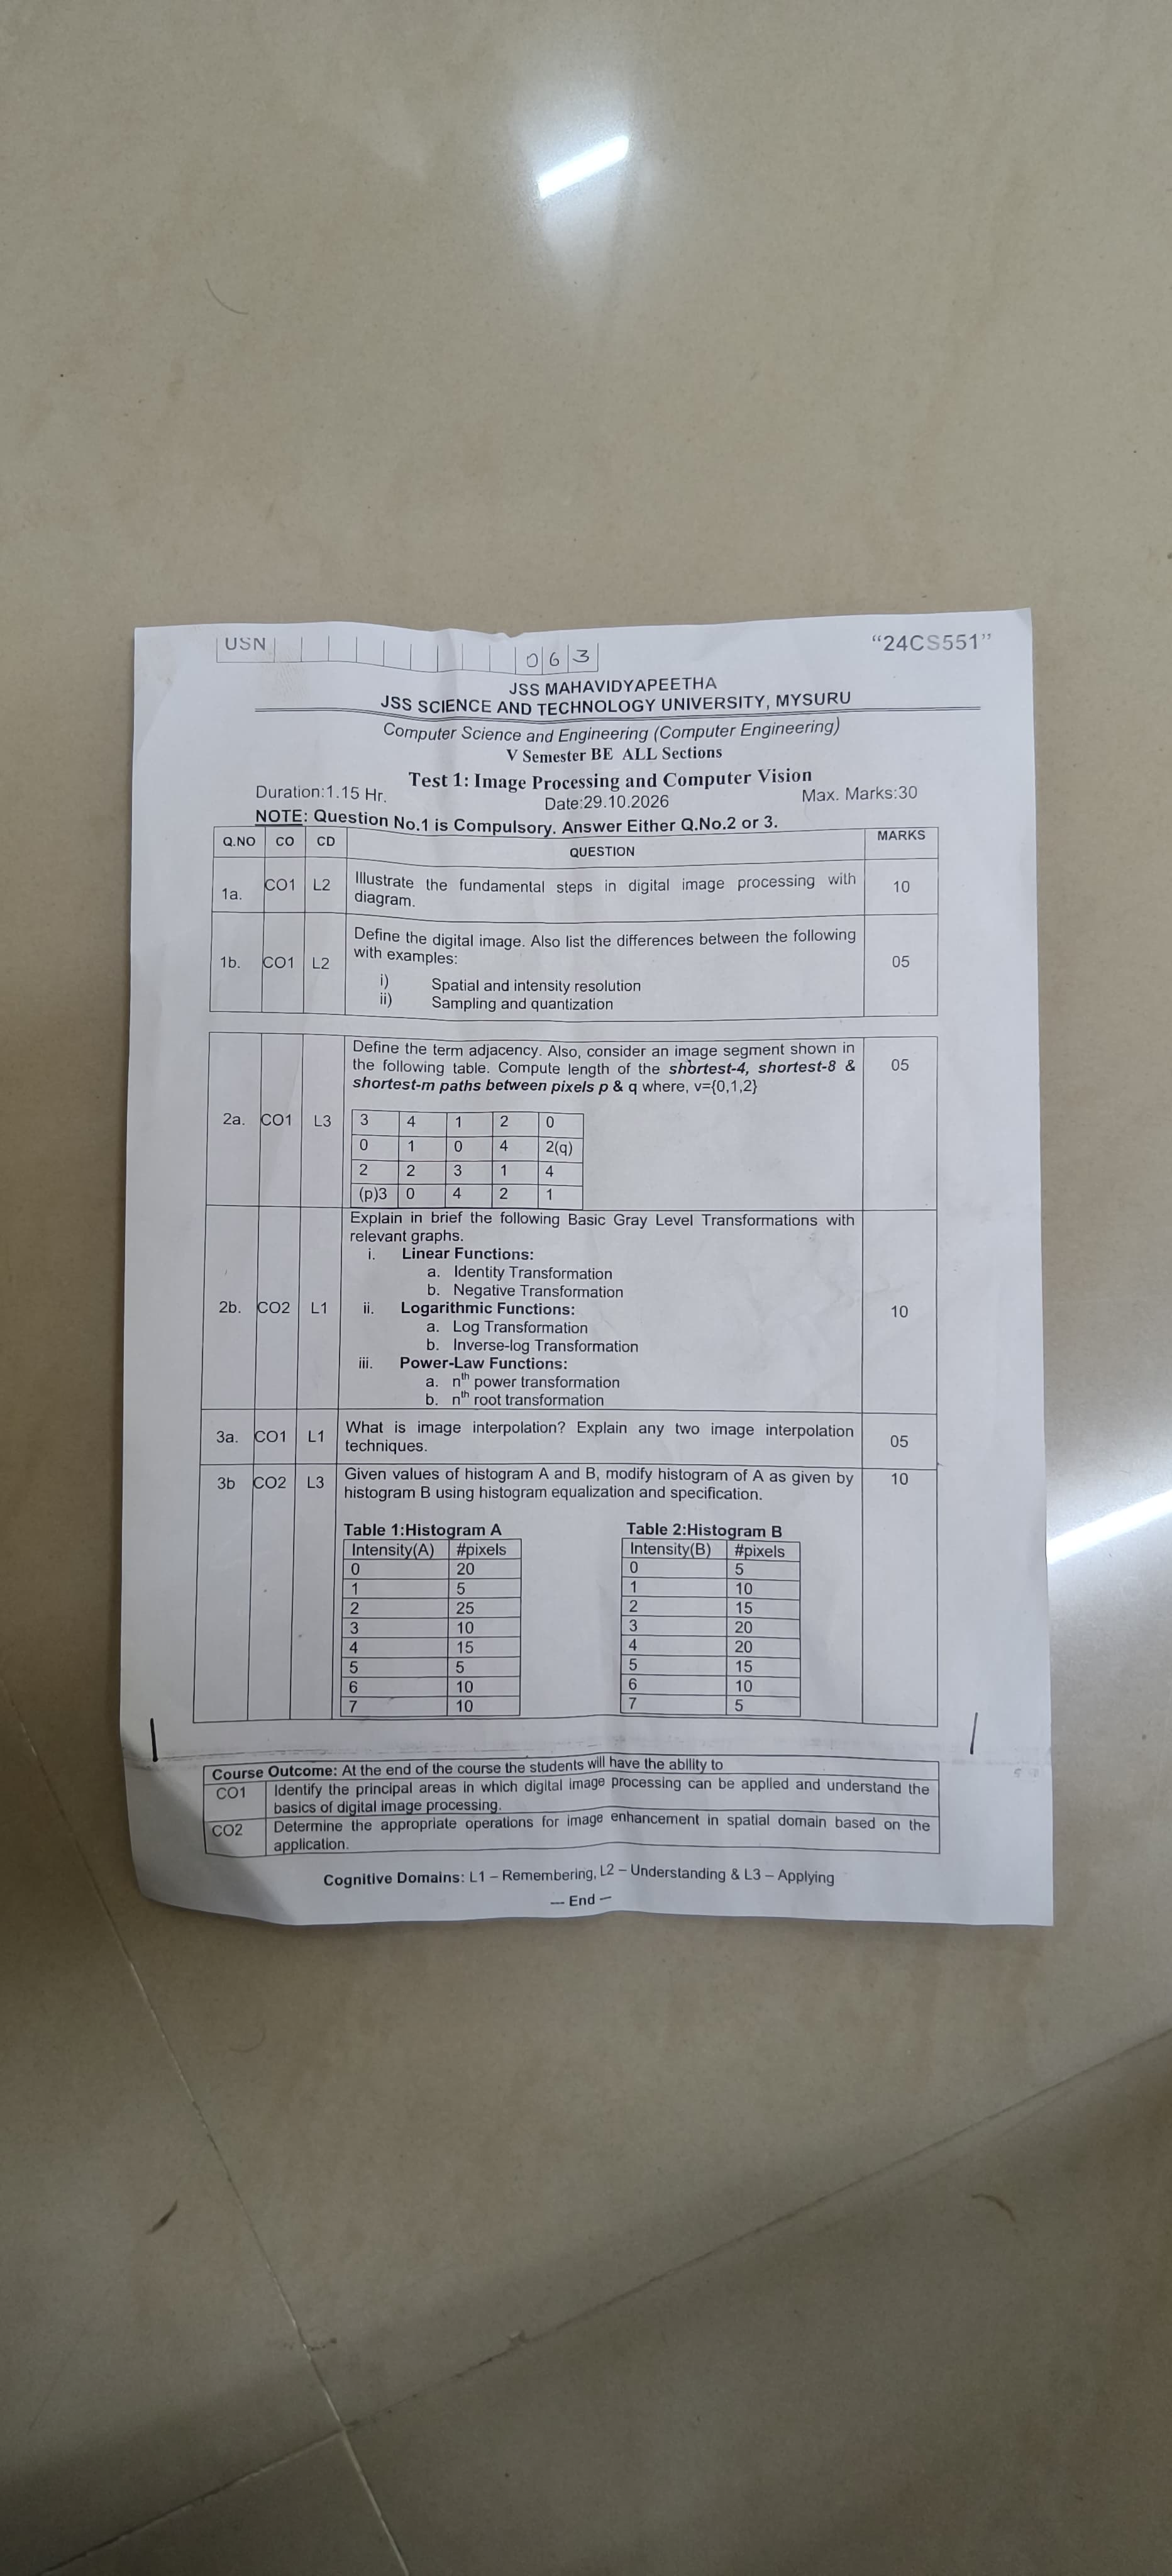 USN 0 6 3
"24CS551"
JSS MAHAVIDYAPEETHA
JSS SCIENCE AND TECHNOLOGY UNIVERSITY, MYSURU
Computer Science and Engineering (Computer Engineering)
V Semester BE ALL Sections
Test 1: Image Processing and Computer Vision
Duration:1.15 Hr. Date:29.10.2026 Max. Marks:30
NOTE: Question No.1 is Compulsory. Answer Either Q.No.2 or 3.
Q.NO CO CD QUESTION MARKS
1a. CO1 L2 Illustrate the fundamental steps in digital image processing with 10
diagram.
1b. CO1 L2 Define the digital image. Also list the differences between the following 05
with examples:
i) Spatial and intensity resolution
ii) Sampling and quantization
2a. CO1 L3 Define the term adjacency. Also, consider an image segment shown in 05
the following table. Compute length of the shortest-4, shortest-8 &
shortest-m paths between pixels p & q where, v={0,1,2}
3 4 1 2 0
0 1 0 4 2(q)
2 2 3 1 4
(p)3 0 4 2 1
2b. CO2 L1 Explain in brief the following Basic Gray Level Transformations with 10
relevant graphs.
i. Linear Functions:
a. Identity Transformation
b. Negative Transformation
ii. Logarithmic Functions:
a. Log Transformation
b. Inverse-log Transformation
iii. Power-Law Functions:
a. nth power transformation
b. nth root transformation
3a. CO1 L1 What is image interpolation? Explain any two image interpolation 05
techniques.
3b CO2 L3 Given values of histogram A and B, modify histogram of A as given by 10
histogram B using histogram equalization and specification.
Table 1:Histogram A Table 2:Histogram B
Intensity(A) #pixels Intensity(B) #pixels
0 20 0 5
1 5 1 10
2 25 2 15
3 10 3 20
4 15 4 20
5 5 5 15
6 10 6 10
7 10 7 5
Course Outcome: At the end of the course the students will have the ability to
CO1 Identify the principal areas in which digital image processing can be applied and understand the
basics of digital image processing.
CO2 Determine the appropriate operations for image enhancement in spatial domain based on the
application.
Cognitive Domains: L1 – Remembering, L2 – Understanding & L3 – Applying
--- End ---